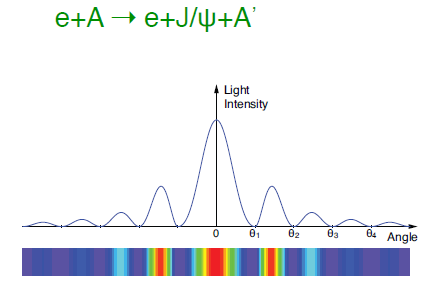 e+A → e+J/ψ+A'
Light
Intensity
0 θ1 θ2 θ3 θ4 Angle